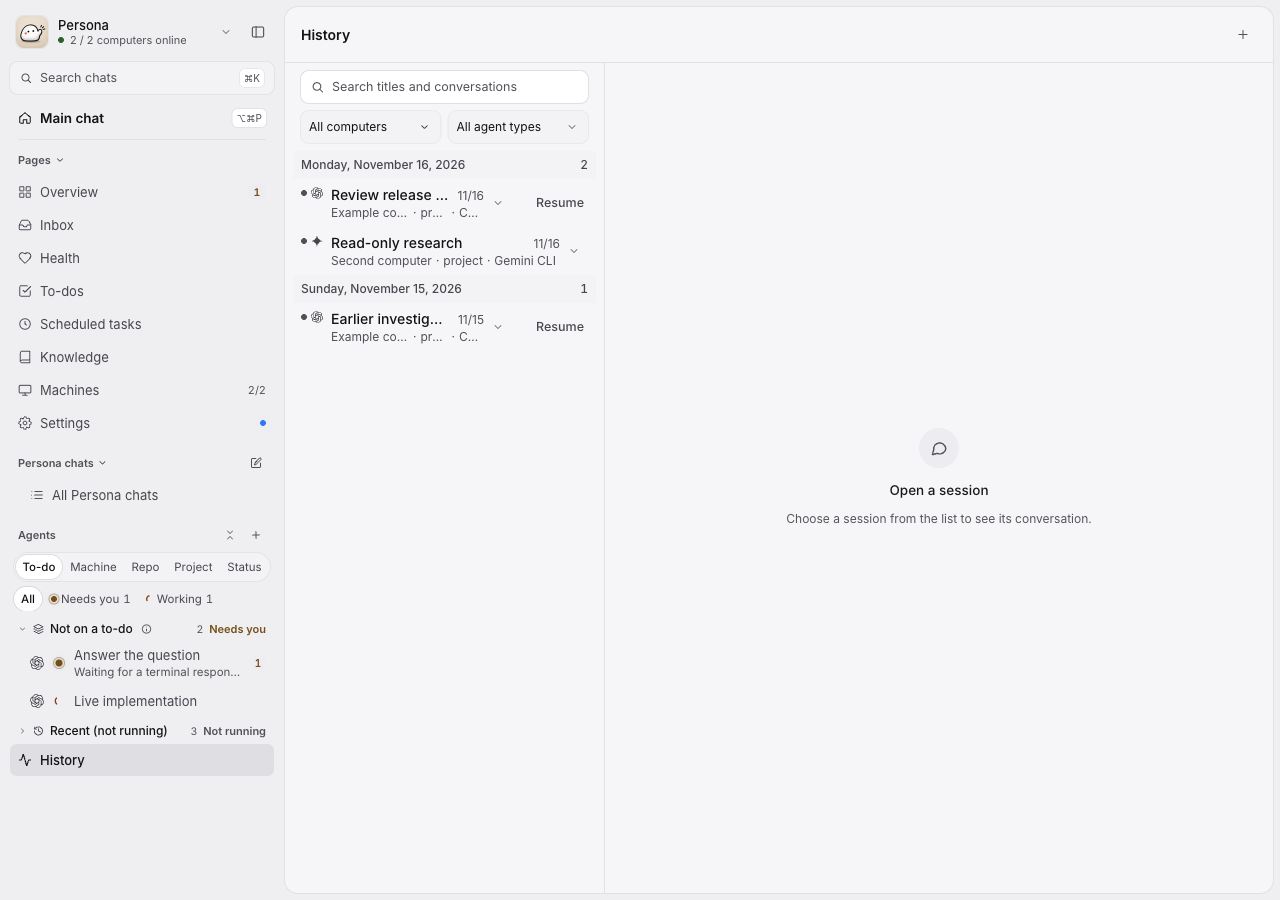 Persona
2 / 2 computers online
Search chats ⌘K
Main chat ⌥⌘P
Pages
Overview 1
Inbox
Health
To-dos
Scheduled tasks
Knowledge
Machines 2/2
Settings
Persona chats
All Persona chats
Agents
To-do Machine Repo Project Status
All Needs you 1 Working 1
Not on a to-do 2 Needs you
Answer the question
Waiting for a terminal respon... 1
Live implementation
Recent (not running) 3 Not running
History
History
Search titles and conversations
All computers All agent types
Monday, November 16, 2026 2
Review release ... 11/16 Resume
Example co... · pr... · C...
Read-only research 11/16
Second computer · project · Gemini CLI
Sunday, November 15, 2026 1
Earlier investig... 11/15 Resume
Example co... · pr... · C...
Open a session
Choose a session from the list to see its conversation.